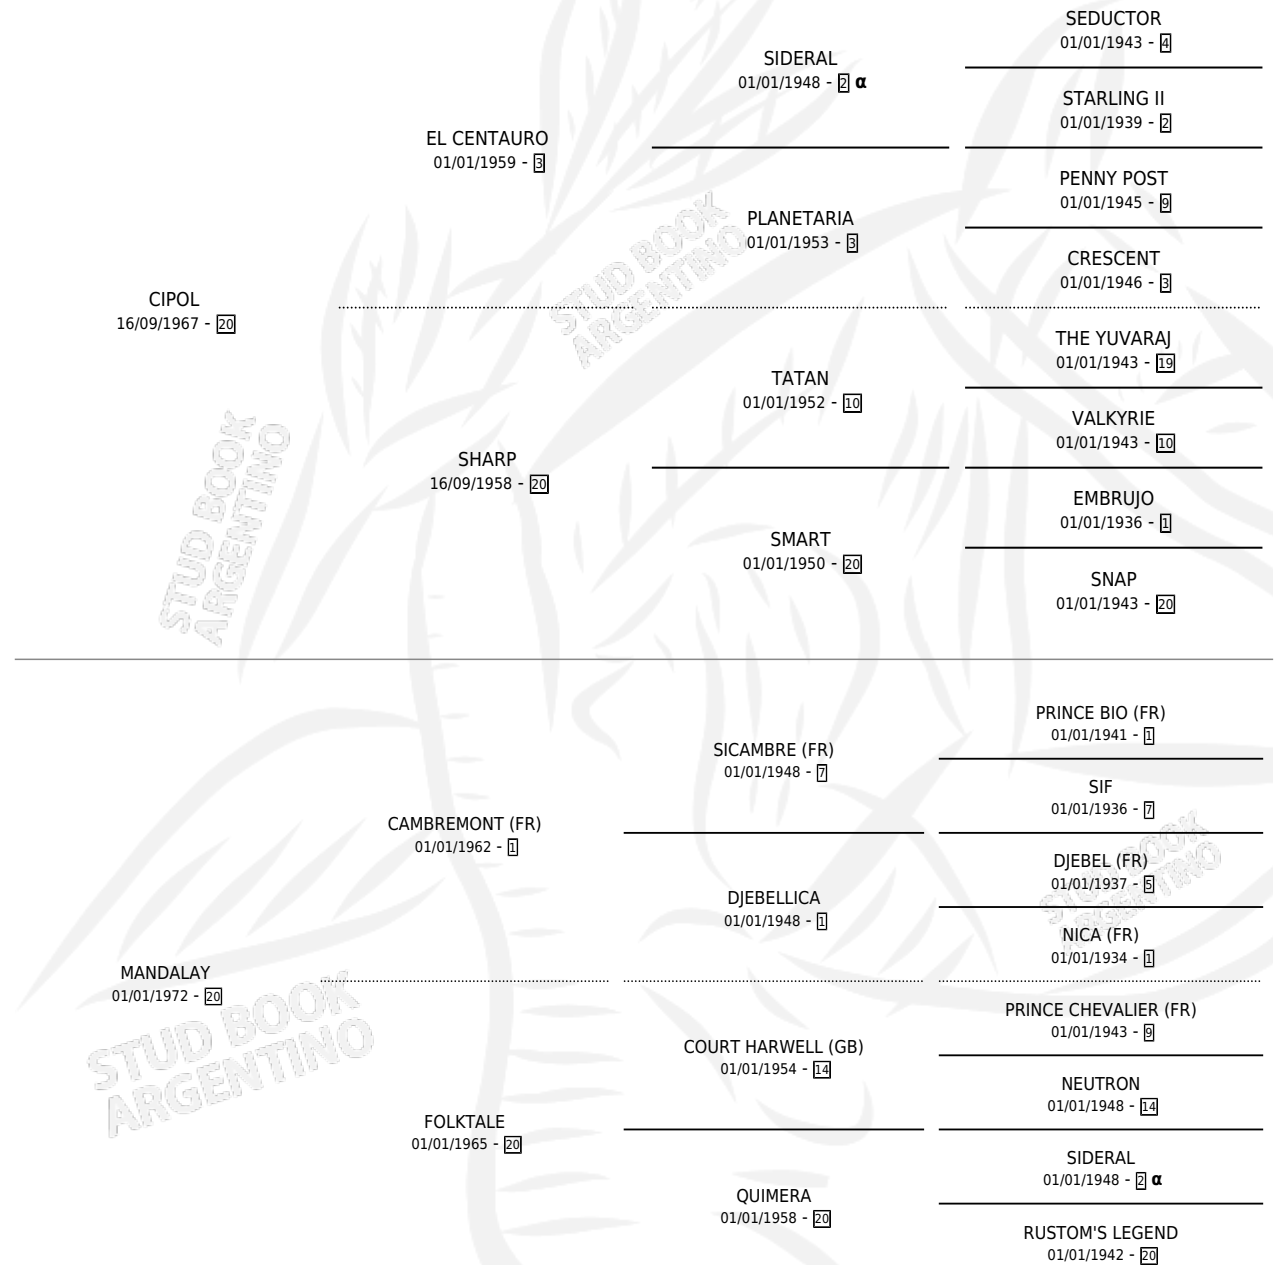 SEDUCTOR
01/01/1943 - 4
SIDERAL
01/01/1948 - 2 α
STARLING II
01/01/1939 - 2
EL CENTAURO
01/01/1959 - 3
PENNY POST
01/01/1945 - 9
PLANETARIA
01/01/1953 - 3
CRESCENT
01/01/1946 - 3
CIPOL
16/09/1967 - 20
THE YUVARAJ
01/01/1943 - 19
TATAN
01/01/1952 - 10
VALKYRIE
01/01/1943 - 10
SHARP
16/09/1958 - 20
EMBRUJO
01/01/1936 - 1
SMART
01/01/1950 - 20
SNAP
01/01/1943 - 20
STUD BOOK
ARGENTINO
STUD BOOK
ARGENTINO
PRINCE BIO (FR)
01/01/1941 - 1
SICAMBRE (FR)
01/01/1948 - 7
SIF
01/01/1936 - 7
CAMBREMONT (FR)
01/01/1962 - 1
DJEBEL (FR)
01/01/1937 - 5
DJEBELLICA
01/01/1948 - 1
NICA (FR)
01/01/1934 - 1
MANDALAY
01/01/1972 - 20
PRINCE CHEVALIER (FR)
01/01/1943 - 9
COURT HARWELL (GB)
01/01/1954 - 14
NEUTRON
01/01/1948 - 14
FOLKTALE
01/01/1965 - 20
SIDERAL
01/01/1948 - 2 α
QUIMERA
01/01/1958 - 20
RUSTOM'S LEGEND
01/01/1942 - 20
STUD BOOK
ARGENTINO
STUD BOOK
ARGENTINO